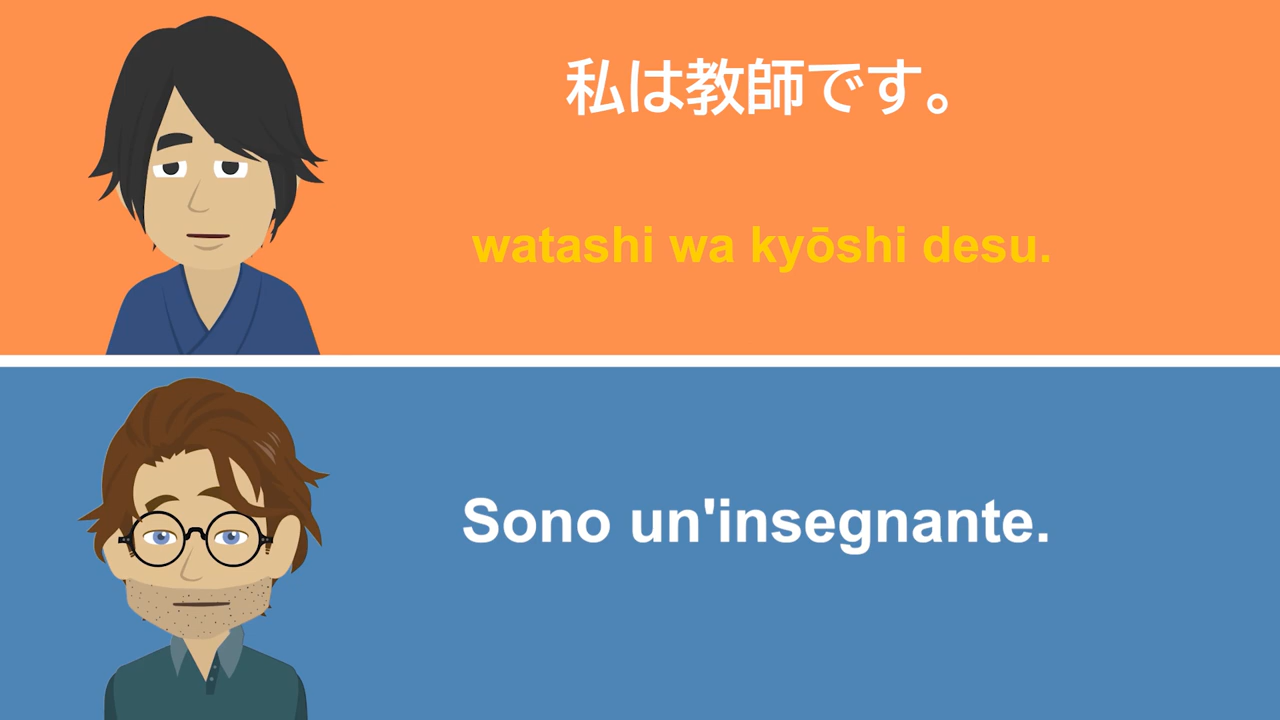 私は教師です。
watashi wa kyōshi desu.
Sono un'insegnante.